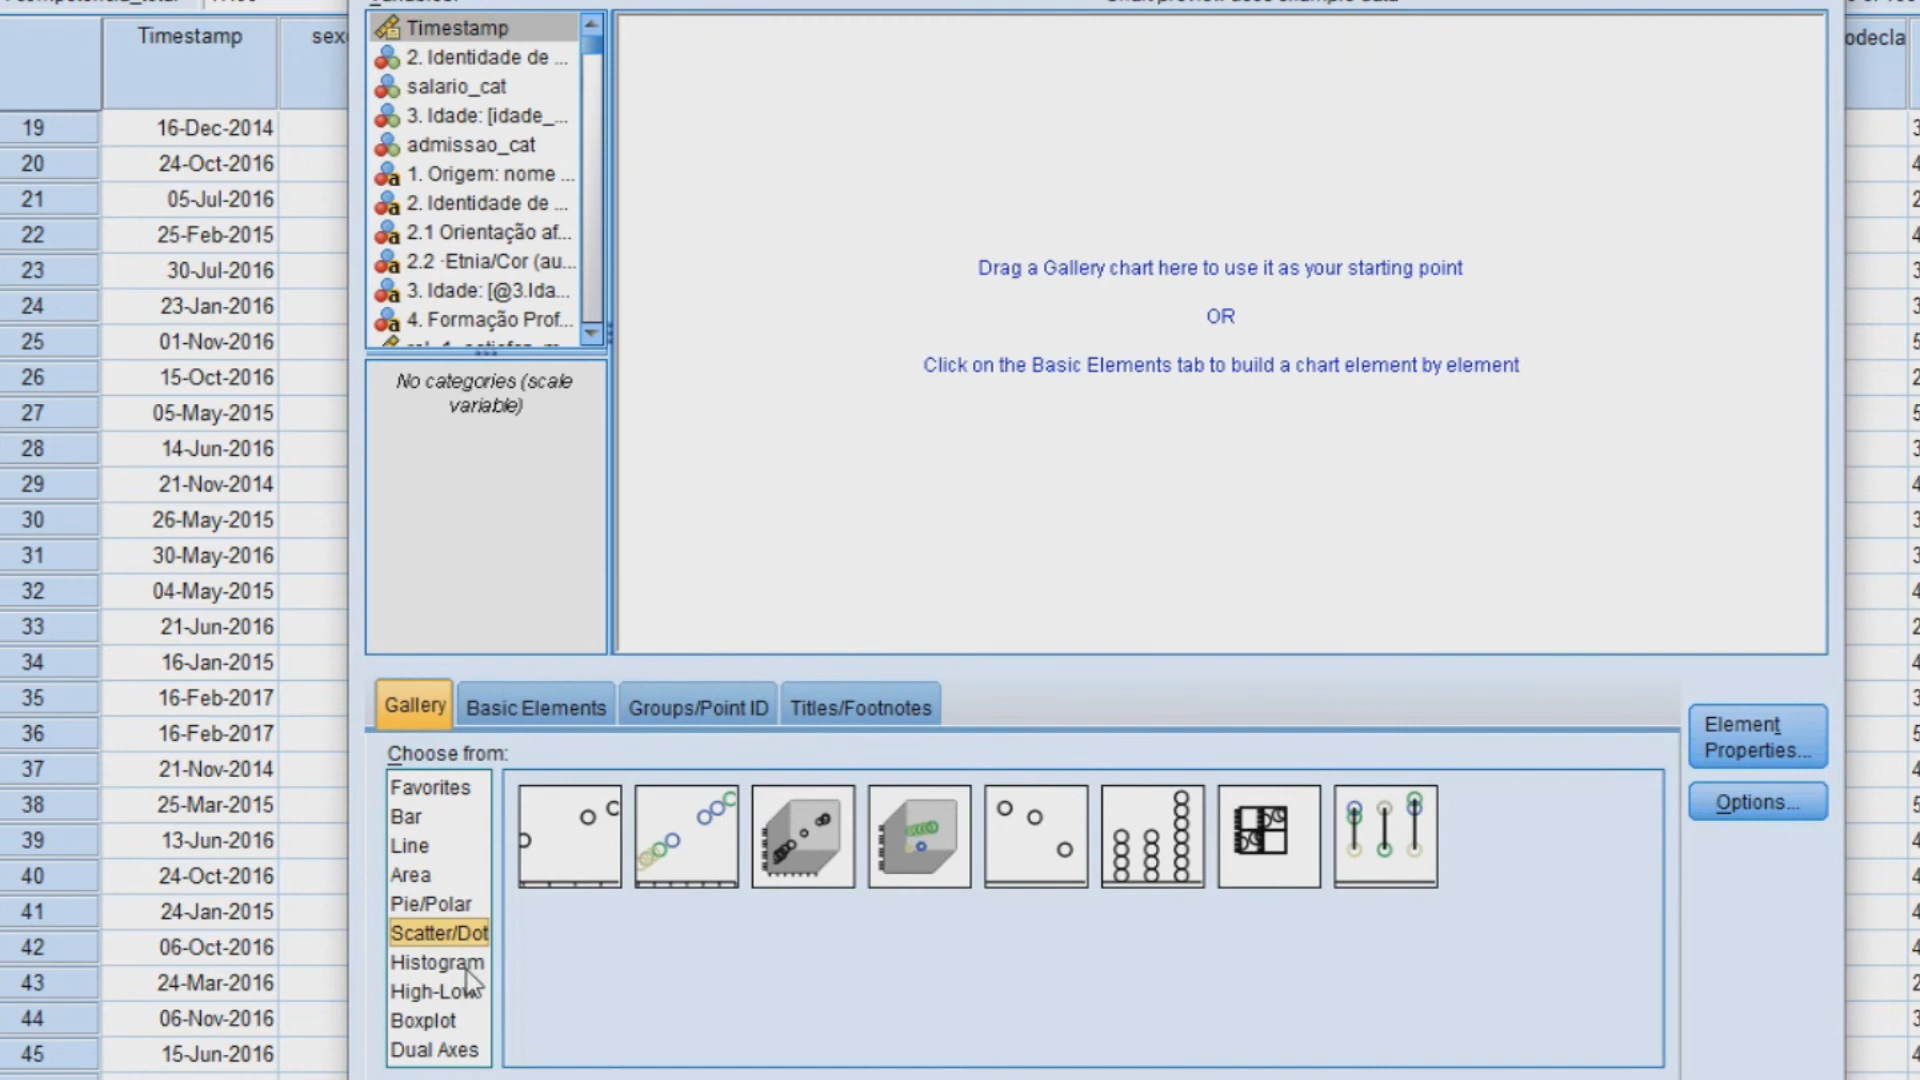 Timestamp
sex
odecla
19
16-Dec-2014
20
24-Oct-2016
21
05-Jul-2016
22
25-Feb-2015
23
30-Jul-2016
24
23-Jan-2016
25
01-Nov-2016
26
15-Oct-2016
27
05-May-2015
28
14-Jun-2016
29
21-Nov-2014
30
26-May-2015
31
30-May-2016
32
04-May-2015
33
21-Jun-2016
34
16-Jan-2015
35
16-Feb-2017
36
16-Feb-2017
37
21-Nov-2014
38
25-Mar-2015
39
13-Jun-2016
40
24-Oct-2016
41
24-Jan-2015
42
06-Oct-2016
43
24-Mar-2016
44
06-Nov-2016
45
15-Jun-2016
Timestamp
2. Identidade de ...
salario_cat
3. Idade: [idade_...
admissao_cat
1. Origem: nome ...
2. Identidade de ...
2.1 Orientação af...
2.2 ·Etnia/Cor (au...
3. Idade: [@3.Ida...
4. Formação Prof...
No categories (scale
variable)
Drag a Gallery chart here to use it as your starting point
OR
Click on the Basic Elements tab to build a chart element by element
Gallery
Basic Elements
Groups/Point ID
Titles/Footnotes
Choose from:
Favorites
Bar
Line
Area
Pie/Polar
Scatter/Dot
Histogram
High-Low
Boxplot
Dual Axes
Element
Properties...
Options...